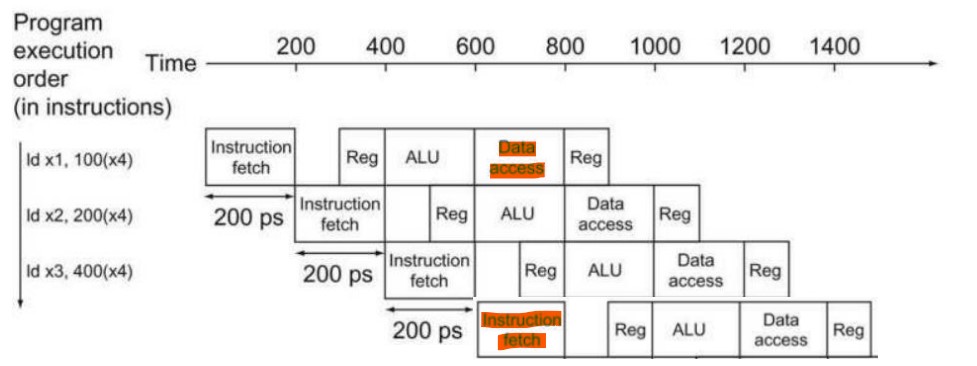 Program
execution
order
(in instructions)
Time
200 400 600 800 1000 1200 1400
ld x1, 100(x4)
Instruction
fetch
Reg
ALU
Data
access
Reg
200 ps
ld x2, 200(x4)
Instruction
fetch
Reg
ALU
Data
access
Reg
200 ps
ld x3, 400(x4)
Instruction
fetch
Reg
ALU
Data
access
Reg
200 ps
Instruction
fetch
Reg
ALU
Data
access
Reg